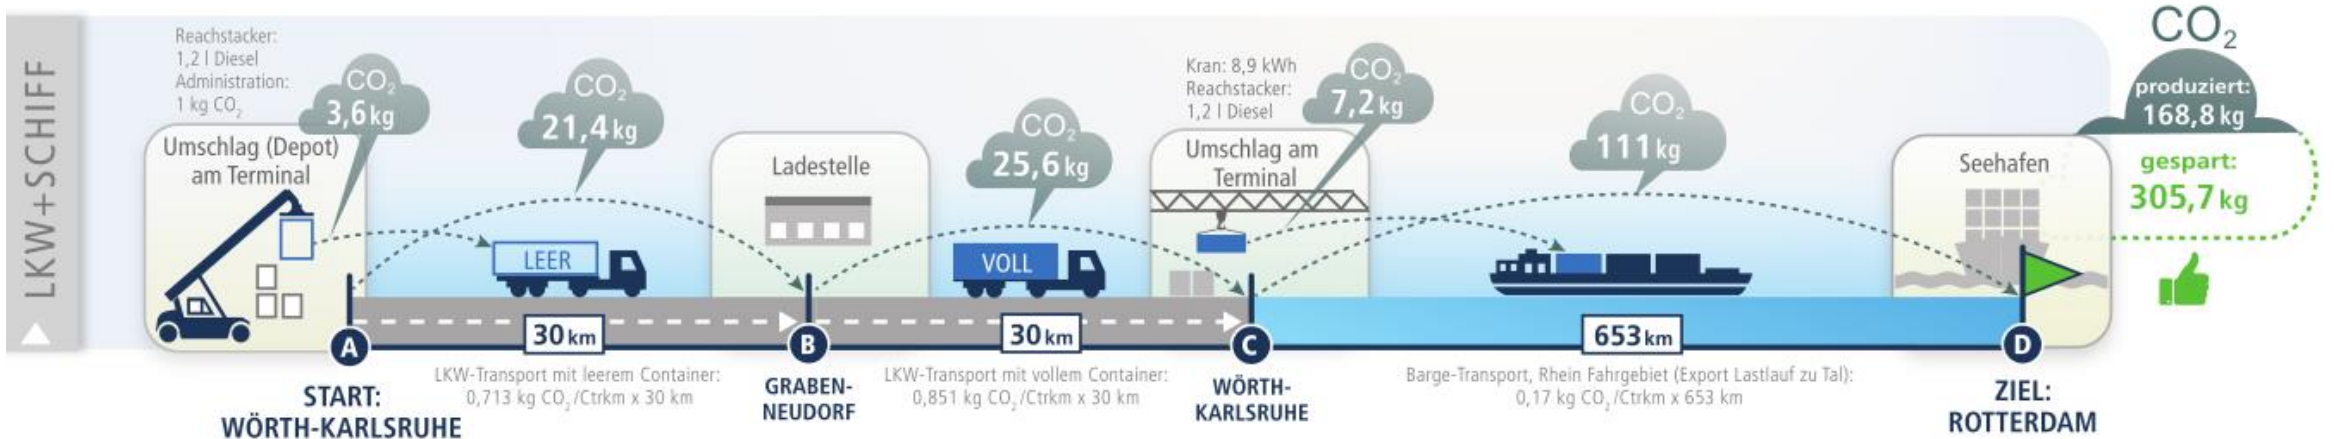 LKW+SCHIFF
Reachstacker:
1,2 l Diesel
Administration:
1 kg CO₂
CO₂
3,6 kg
Umschlag (Depot)
am Terminal
CO₂
21,4 kg
LEER
Ladestelle
CO₂
25,6 kg
VOLL
Kran: 8,9 kWh
Reachstacker:
1,2 l Diesel
CO₂
7,2 kg
Umschlag am
Terminal
CO₂
111 kg
Seehafen
CO₂
produziert:
168,8 kg
gespart:
305,7 kg
A
30 km
B
30 km
C
653 km
D
START:
WÖRTH-KARLSRUHE
LKW-Transport mit leerem Container:
0,713 kg CO₂/Ctrkm x 30 km
GRABEN-
NEUDORF
LKW-Transport mit vollem Container:
0,851 kg CO₂/Ctrkm x 30 km
WÖRTH-
KARLSRUHE
Barge-Transport, Rhein Fahrgebiet (Export Lastlauf zu Tal):
0,17 kg CO₂/Ctrkm x 653 km
ZIEL:
ROTTERDAM